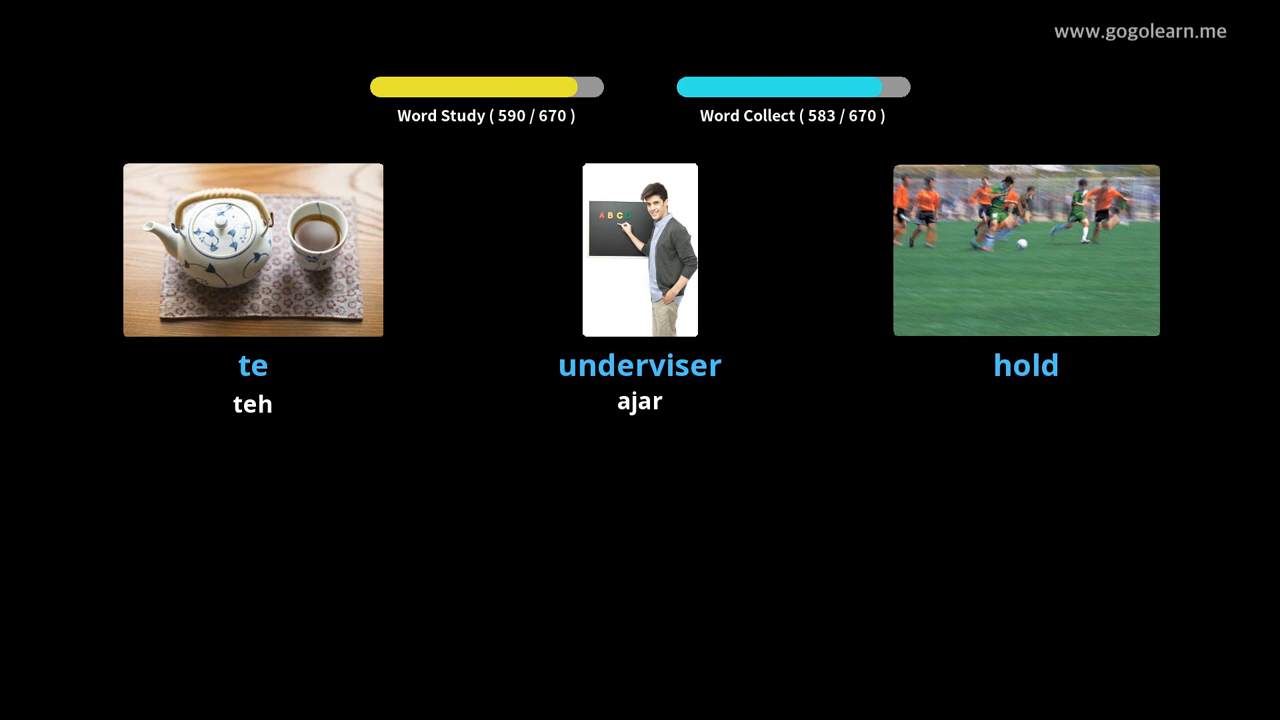 www.gogolearn.me
Word Study ( 590 / 670 )
Word Collect ( 583 / 670 )
A B C
te
underviser
hold
teh
ajar